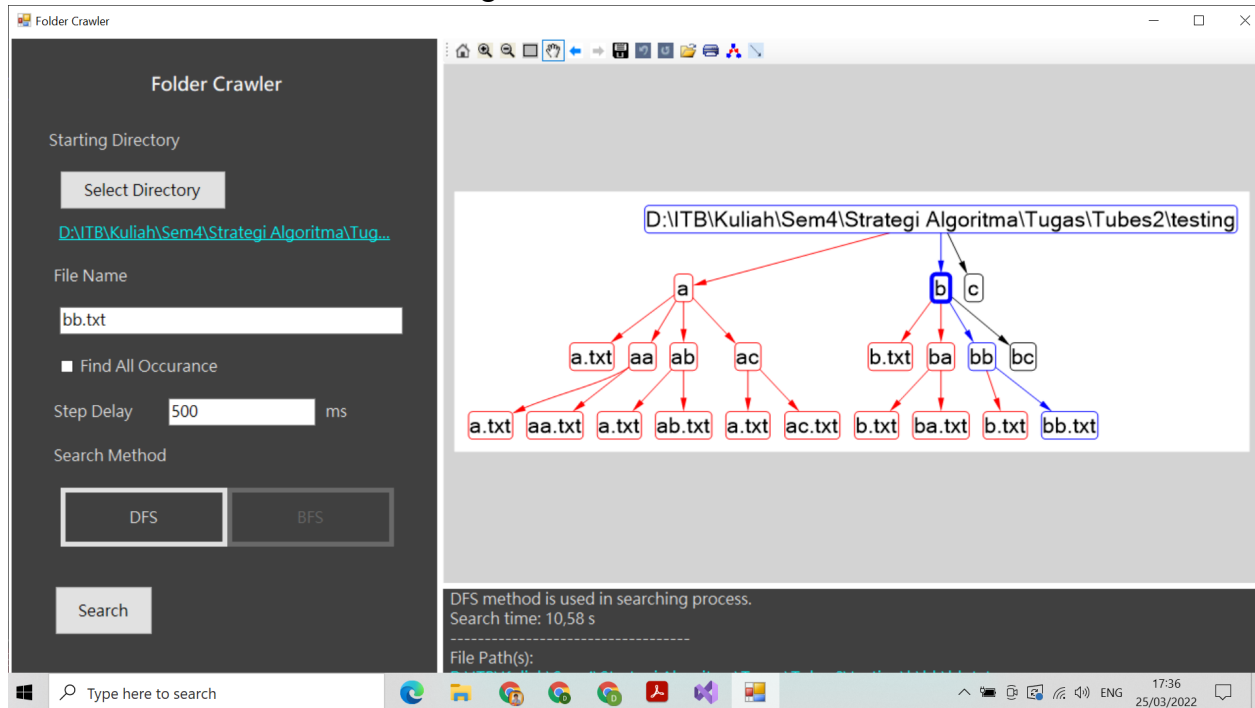 Folder Crawler
Folder Crawler
Starting Directory
Select Directory
D:\ITB\Kuliah\Sem4\Strategi Algoritma\Tug...
File Name
bb.txt
Find All Occurance
Step Delay 500 ms
Search Method
DFS BFS
Search
D:\ITB\Kuliah\Sem4\Strategi Algoritma\Tugas\Tubes2\testing
a b c
a.txt aa ab ac b.txt ba bb bc
a.txt aa.txt a.txt ab.txt a.txt ac.txt b.txt ba.txt b.txt bb.txt
DFS method is used in searching process.
Search time: 10,58 s
-----------------------------------
File Path(s):
Type here to search
ENG
17:36
25/03/2022